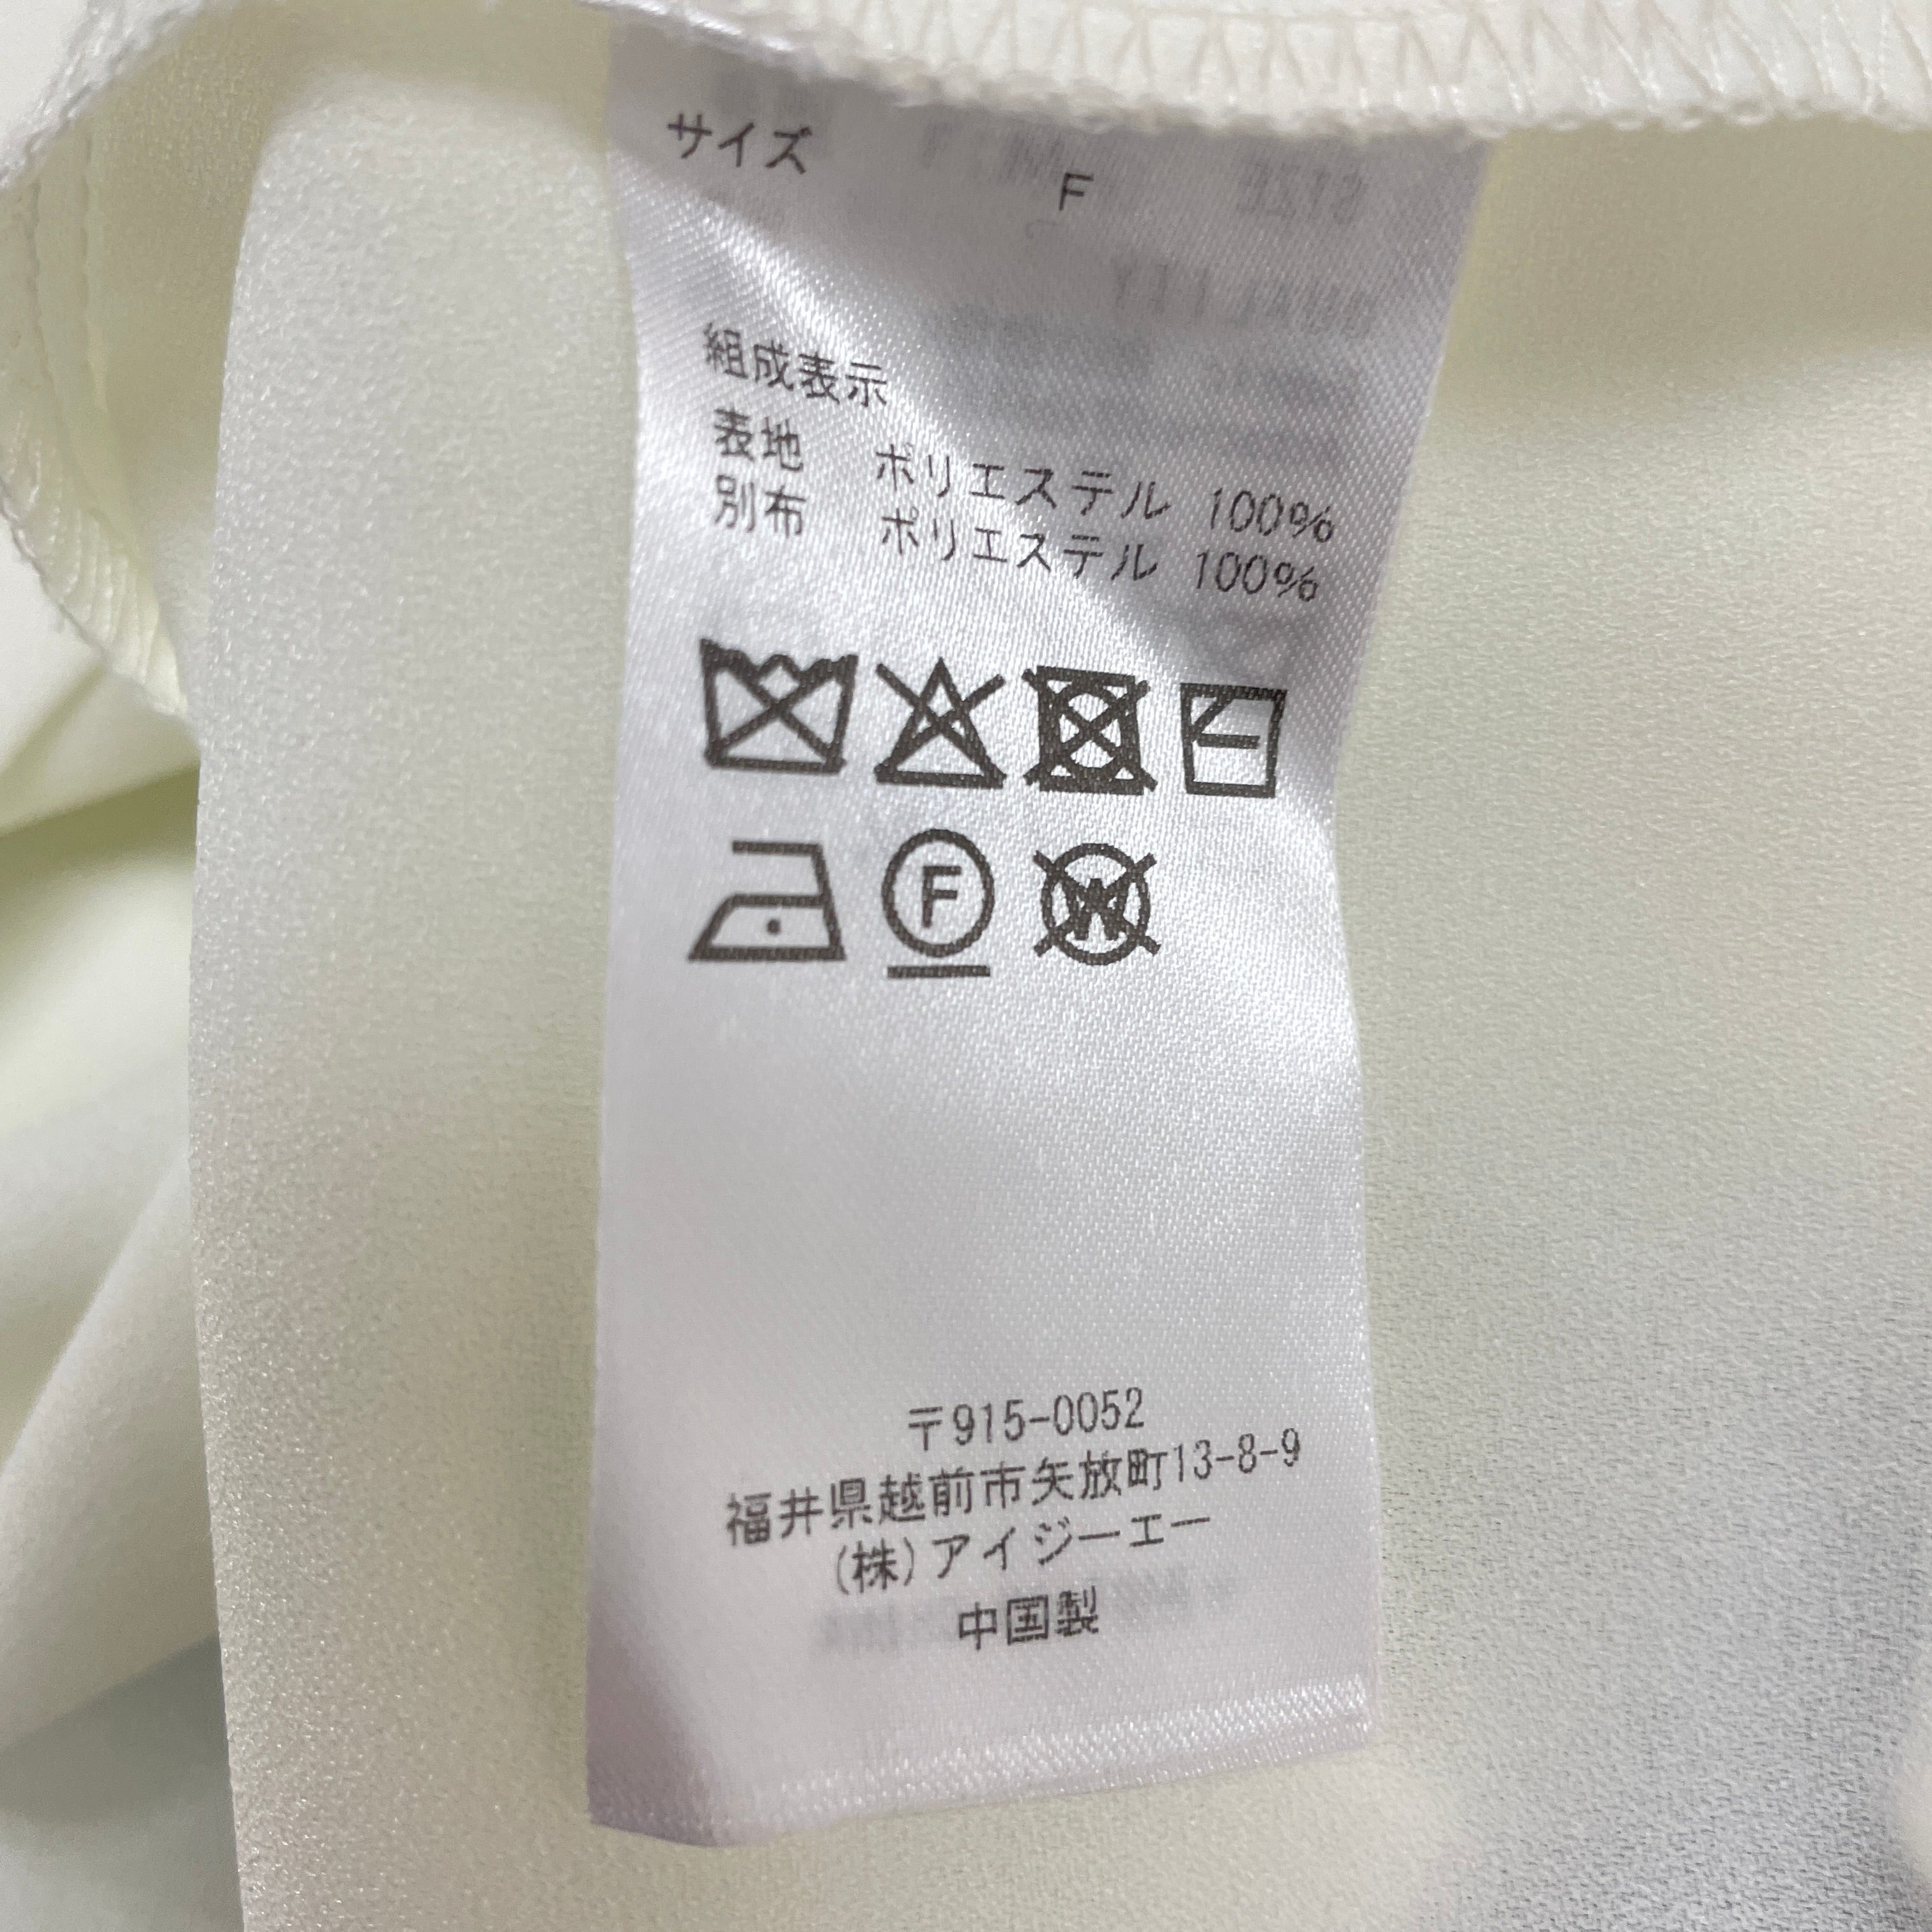 サイズ F
組成表示
表地 ポリエステル 100%
別布 ポリエステル 100%
F
W
〒915-0052
福井県越前市矢放町13-8-9
(株)アイジーエー
中国製